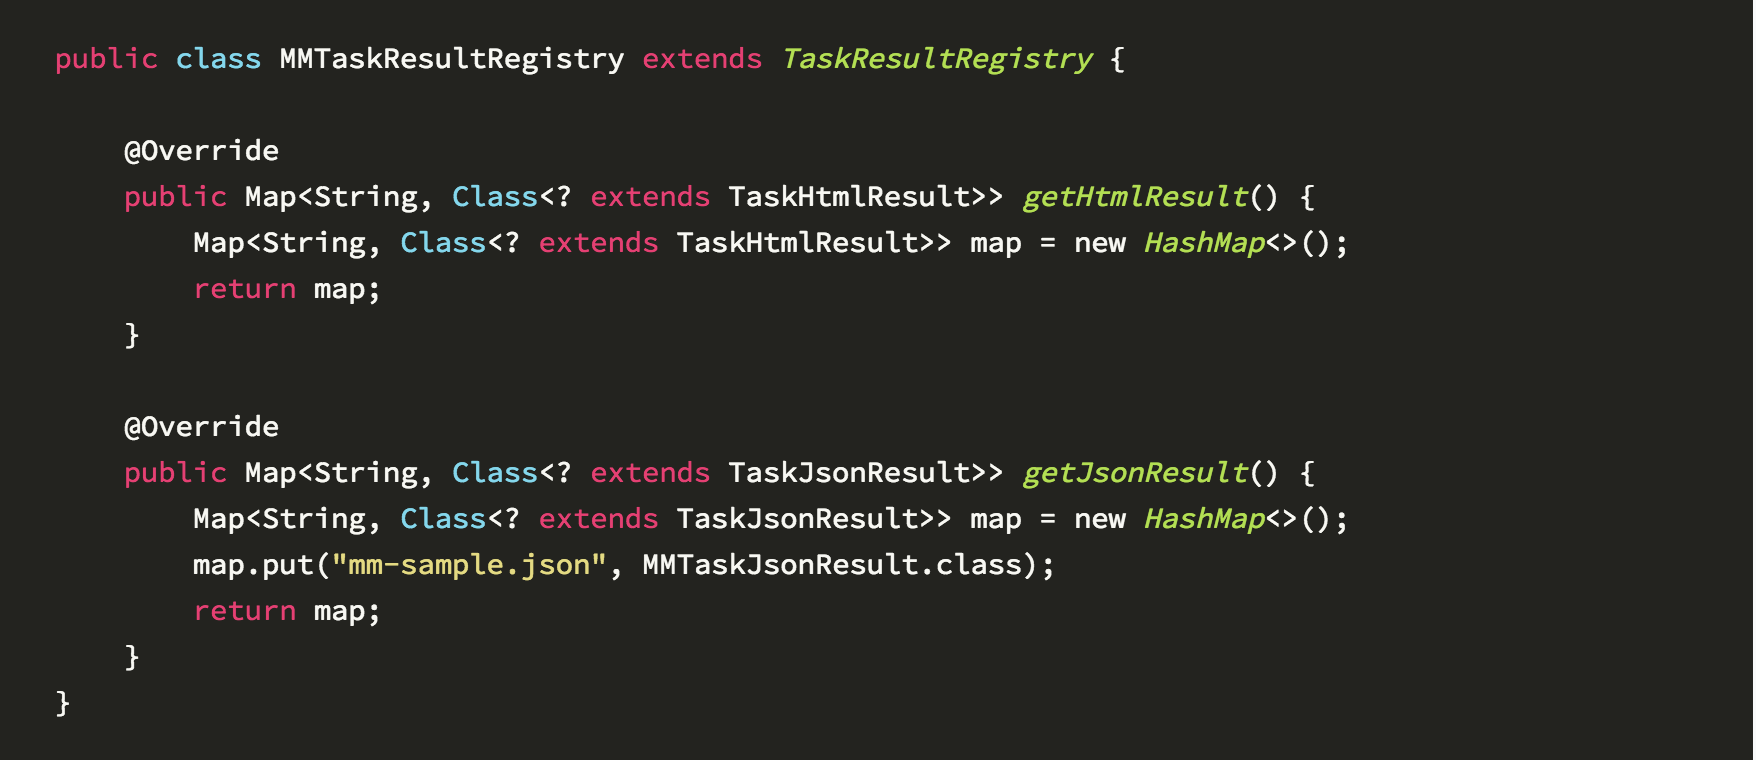 public class MMTaskResultRegistry extends TaskResultRegistry {
@Override
public Map<String, Class<? extends TaskHtmlResult>> getHtmlResult() {
Map<String, Class<? extends TaskHtmlResult>> map = new HashMap<>();
return map;
}
@Override
public Map<String, Class<? extends TaskJsonResult>> getJsonResult() {
Map<String, Class<? extends TaskJsonResult>> map = new HashMap<>();
map.put("mm-sample.json", MMTaskJsonResult.class);
return map;
}
}